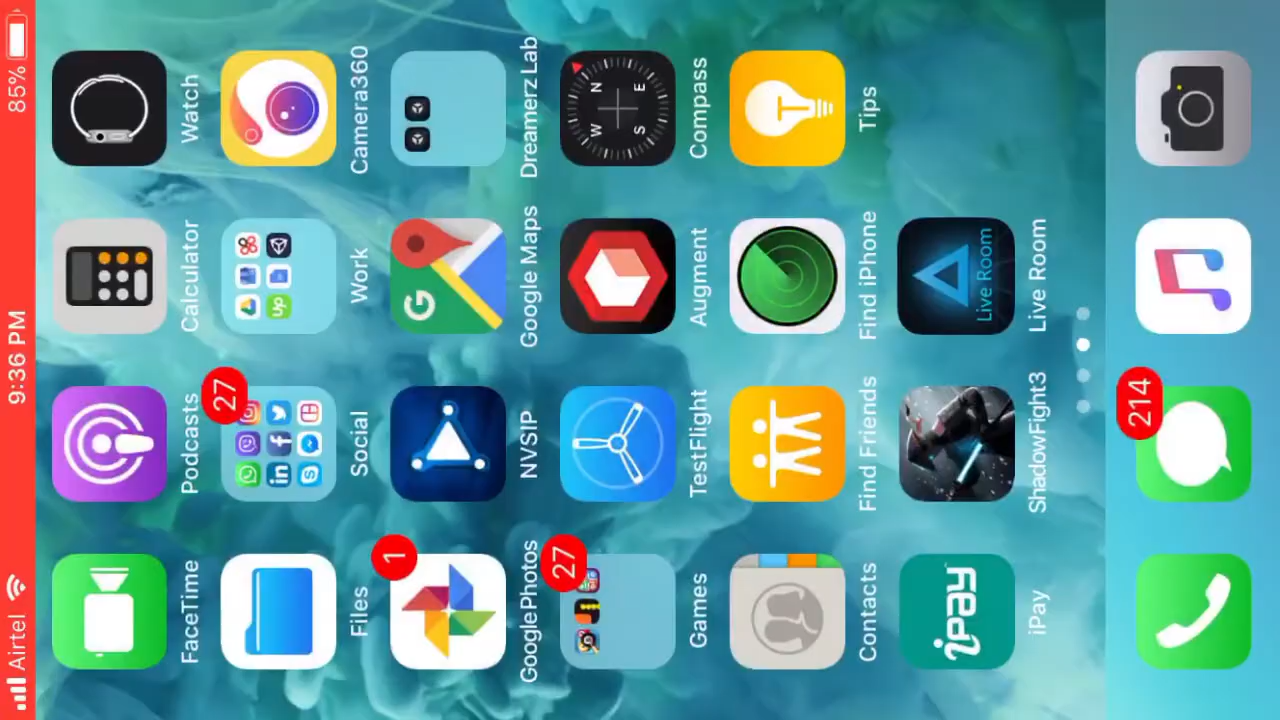 Airtel 9:36 PM 85%
FaceTime Podcasts Calculator Watch
27
Files Social Work Camera360
1
GooglePhotos NVSIP Google Maps Dreamerz Lab
27
N
W E
S
Games TestFlight Augment Compass
Contacts Find Friends Find iPhone Tips
iPay
Live Room
iPay ShadowFight3 Live Room
214